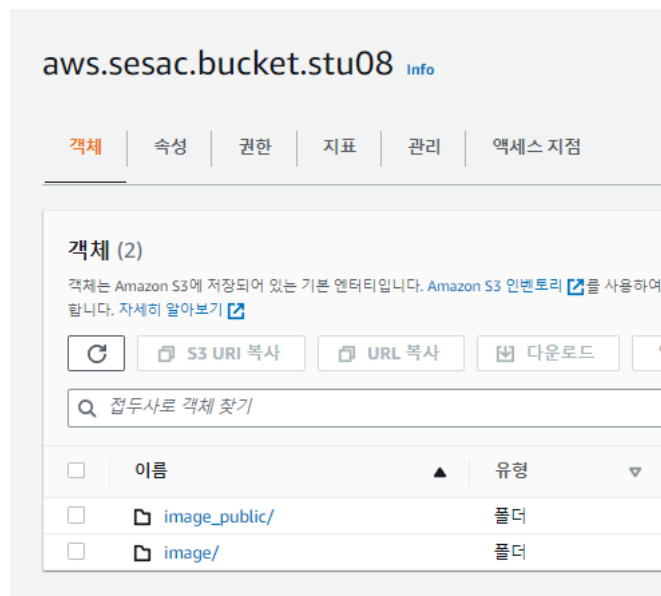 aws.sesac.bucket.stu08 Info
객체 속성 권한 지표 관리 액세스 지점
객체 (2)
객체는 Amazon S3에 저장되어 있는 기본 엔터티입니다. Amazon S3 인벤토리 를 사용하여
합니다. 자세히 알아보기
S3 URI 복사 URL 복사 다운로드
접두사로 객체 찾기
이름 유형
image_public/ 폴더
image/ 폴더